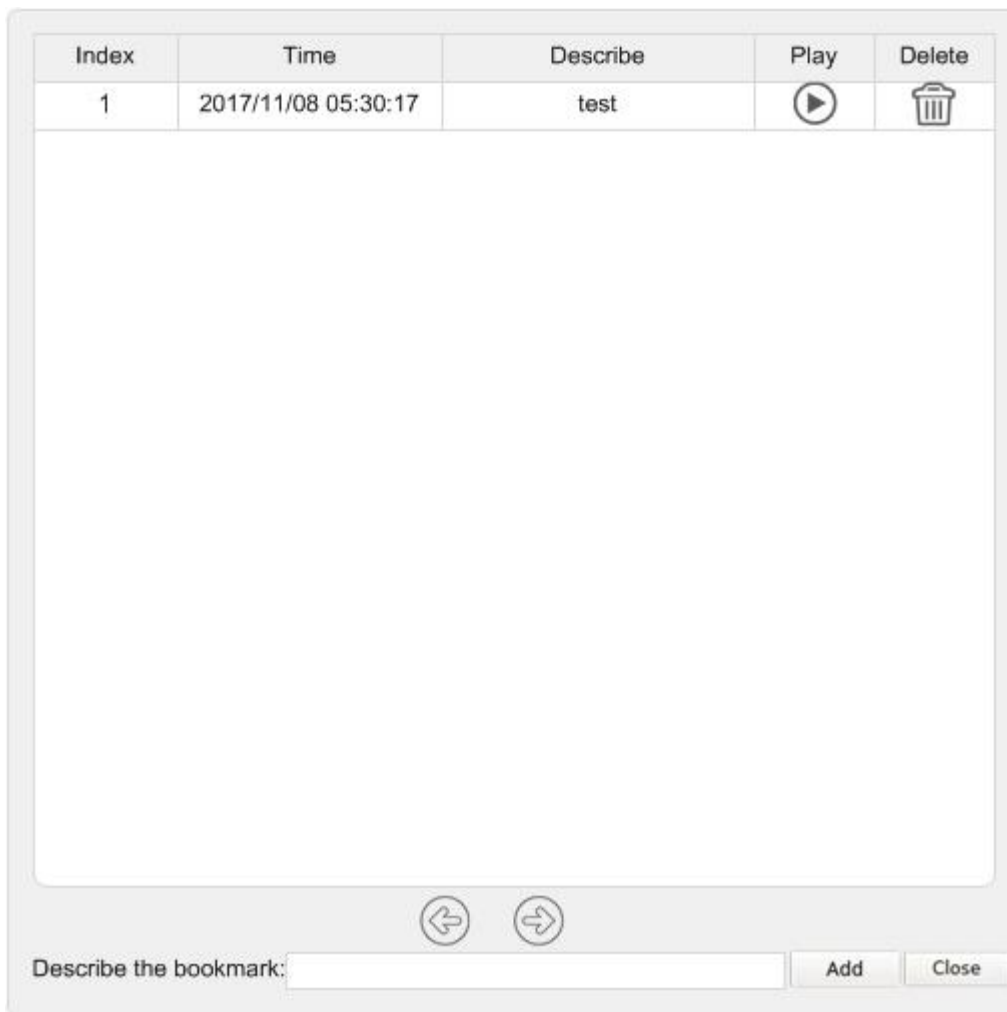 Index Time Describe Play Delete
1 2017/11/08 05:30:17 test
Describe the bookmark: Add Close